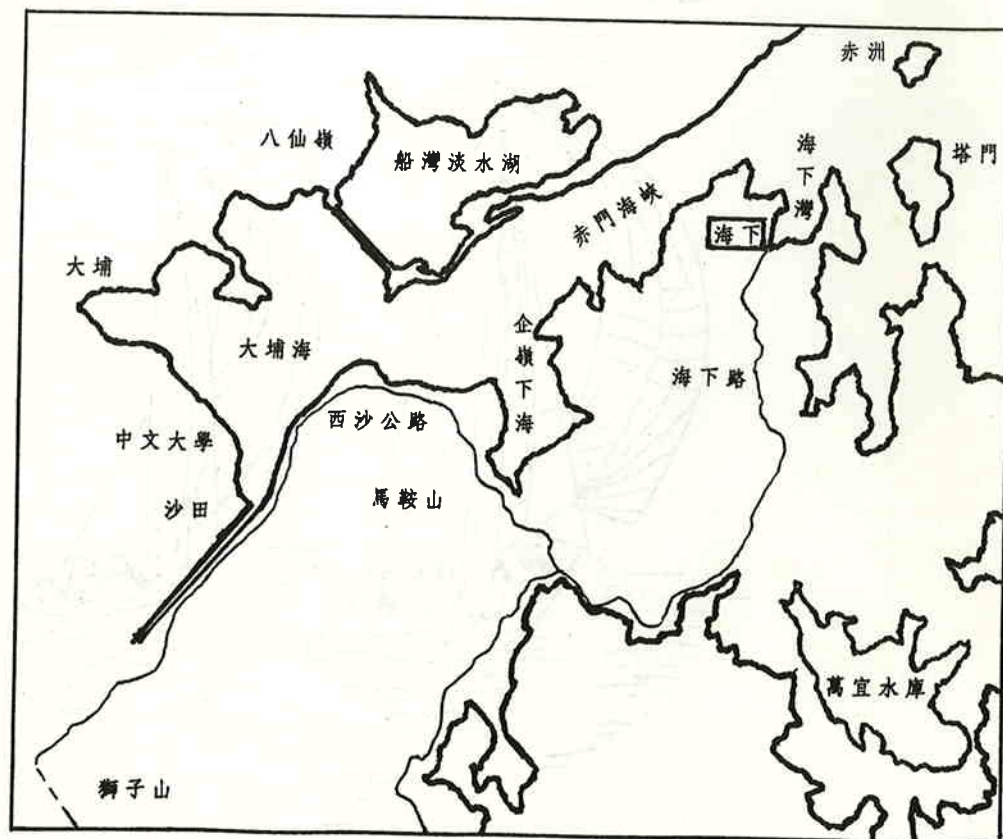 赤洲
八仙嶺
船灣淡水湖
海下灣
塔門
赤門海峽
海下
大埔
大埔海
企嶺下海
海下路
中文大學
西沙公路
沙田
馬鞍山
萬宜水庫
獅子山